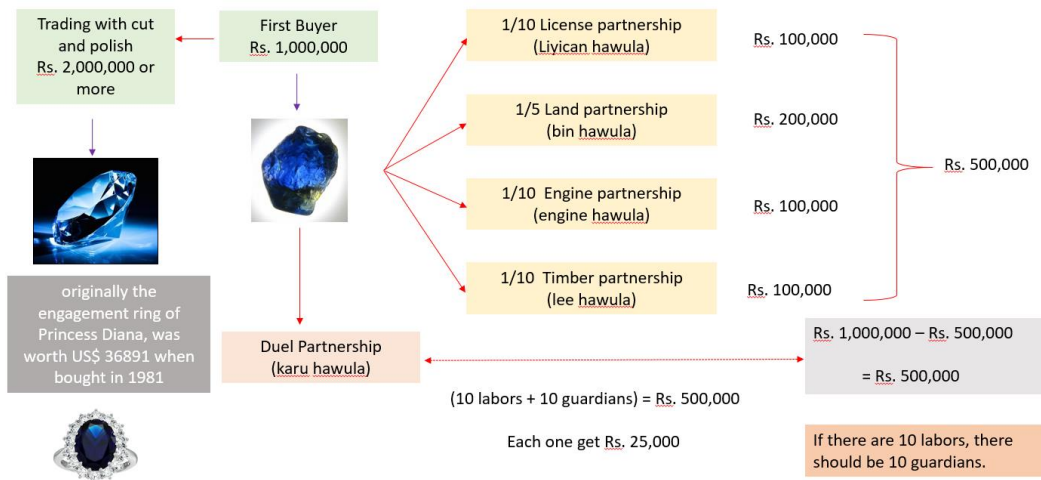 Trading with cut
and polish
Rs. 2,000,000 or
more
First Buyer
Rs. 1,000,000
1/10 License partnership
(Liyican hawula)
Rs. 100,000
1/5 Land partnership
(bin hawula)
Rs. 200,000
Rs. 500,000
1/10 Engine partnership
(engine hawula)
Rs. 100,000
1/10 Timber partnership
(lee hawula)
Rs. 100,000
originally the
engagement ring of
Princess Diana, was
worth US$ 36891 when
bought in 1981
Duel Partnership
(karu hawula)
Rs. 1,000,000 – Rs. 500,000
= Rs. 500,000
(10 labors + 10 guardians) = Rs. 500,000
Each one get Rs. 25,000
If there are 10 labors, there
should be 10 guardians.